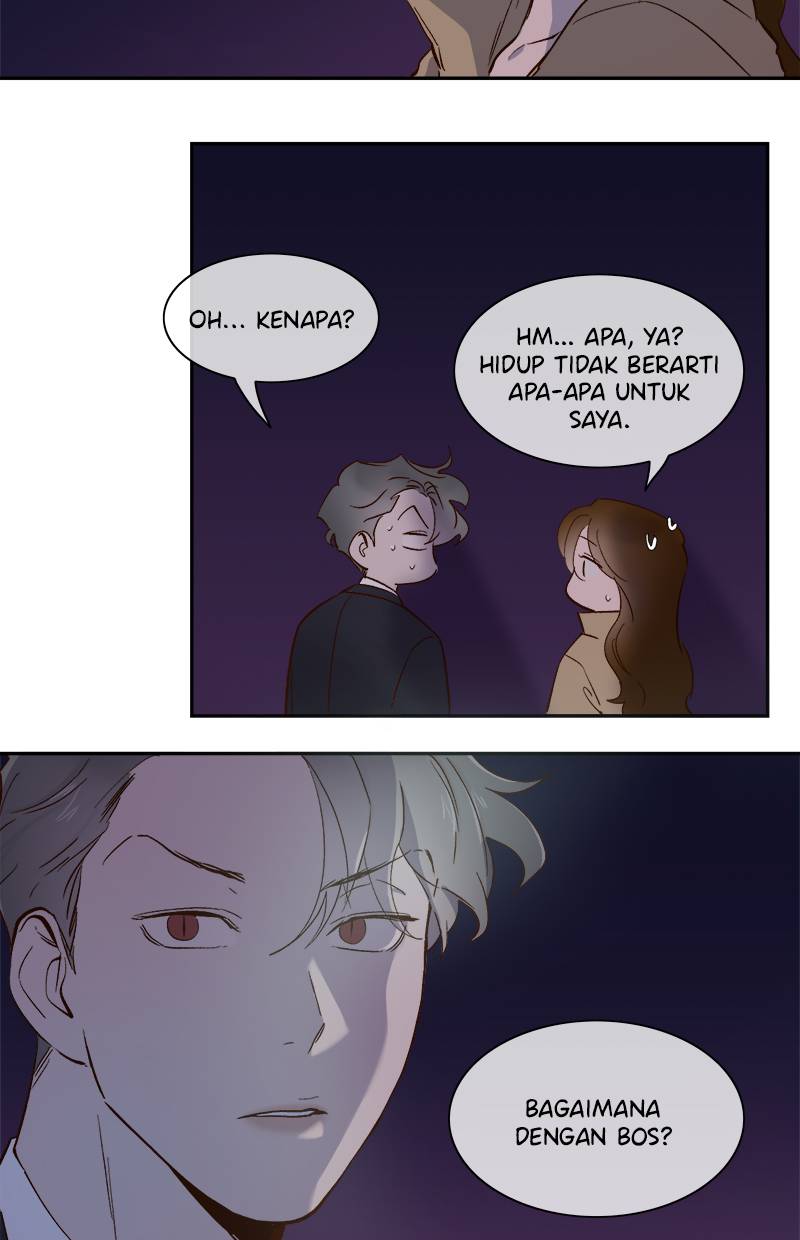 OH... KENAPA?
HM... APA, YA?
HIDUP TIDAK BERARTI
APA-APA UNTUK
SAYA.
BAGAIMANA
DENGAN BOS?